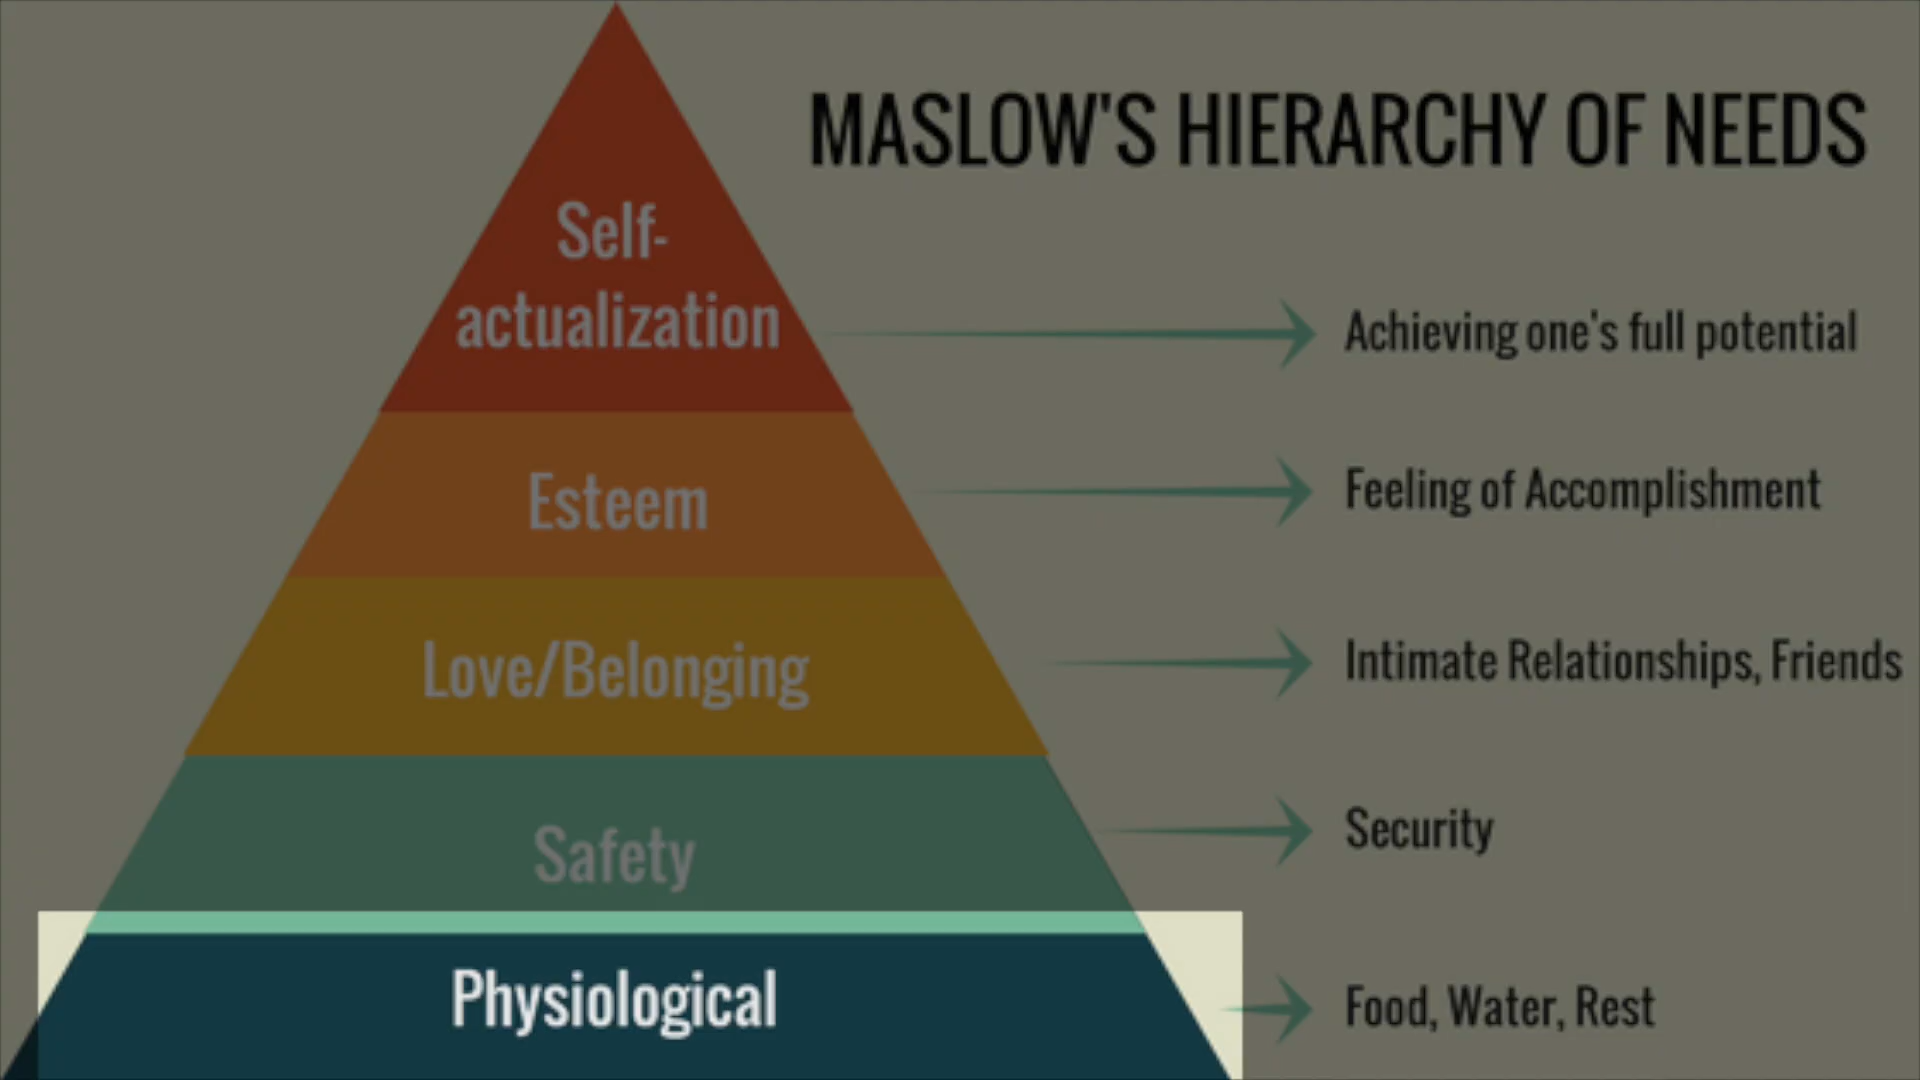 MASLOW'S HIERARCHY OF NEEDS
Self-
actualization
Achieving one's full potential
Esteem
Feeling of Accomplishment
Love/Belonging
Intimate Relationships, Friends
Safety
Security
Physiological
Food, Water, Rest